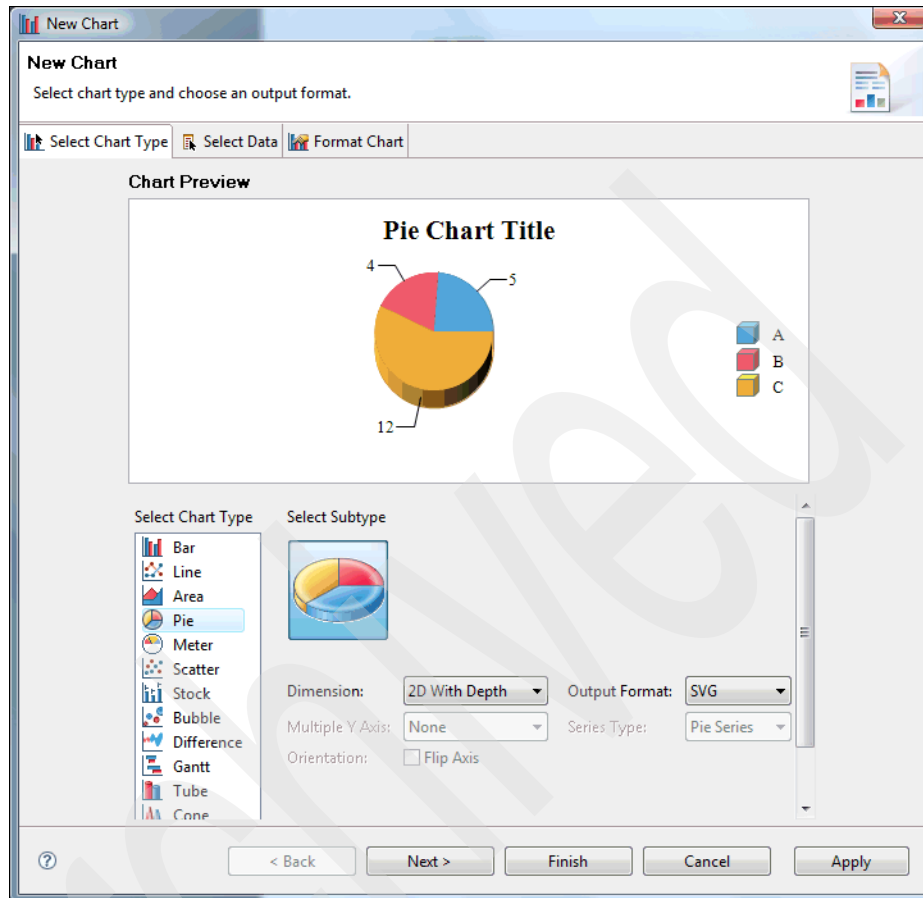 New Chart
New Chart
Select chart type and choose an output format.
Select Chart Type
Select Data
Format Chart
Chart Preview
Pie Chart Title
4
5
12
A
B
C
Select Chart Type
Select Subtype
Bar
Line
Area
Pie
Meter
Scatter
Stock
Bubble
Difference
Gantt
Tube
Cone
Dimension:
2D With Depth
Output Format:
SVG
Multiple Y Axis:
None
Series Type:
Pie Series
Orientation:
Flip Axis
< Back
Next >
Finish
Cancel
Apply
chived